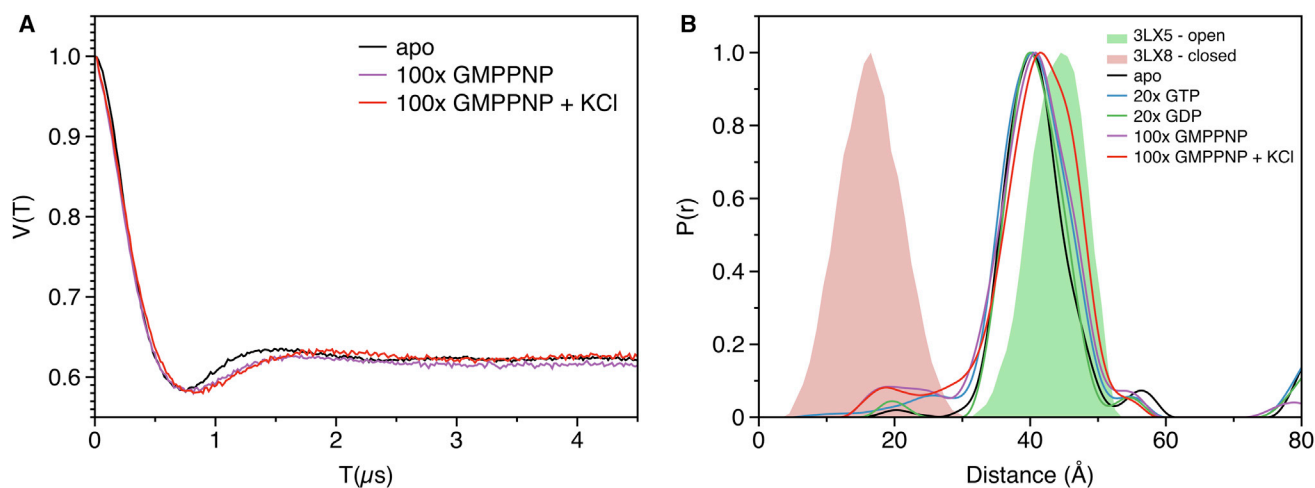 A
1.0
0.9
0.8
0.7
0.6
V(T)
0
1
2
3
4
T(μs)
apo
100x GMPPNP
100x GMPPNP + KCl
B
1.0
0.8
0.6
0.4
0.2
0
P(r)
0
20
40
60
80
Distance (Å)
3LX5 - open
3LX8 - closed
apo
20x GTP
20x GDP
100x GMPPNP
100x GMPPNP + KCl